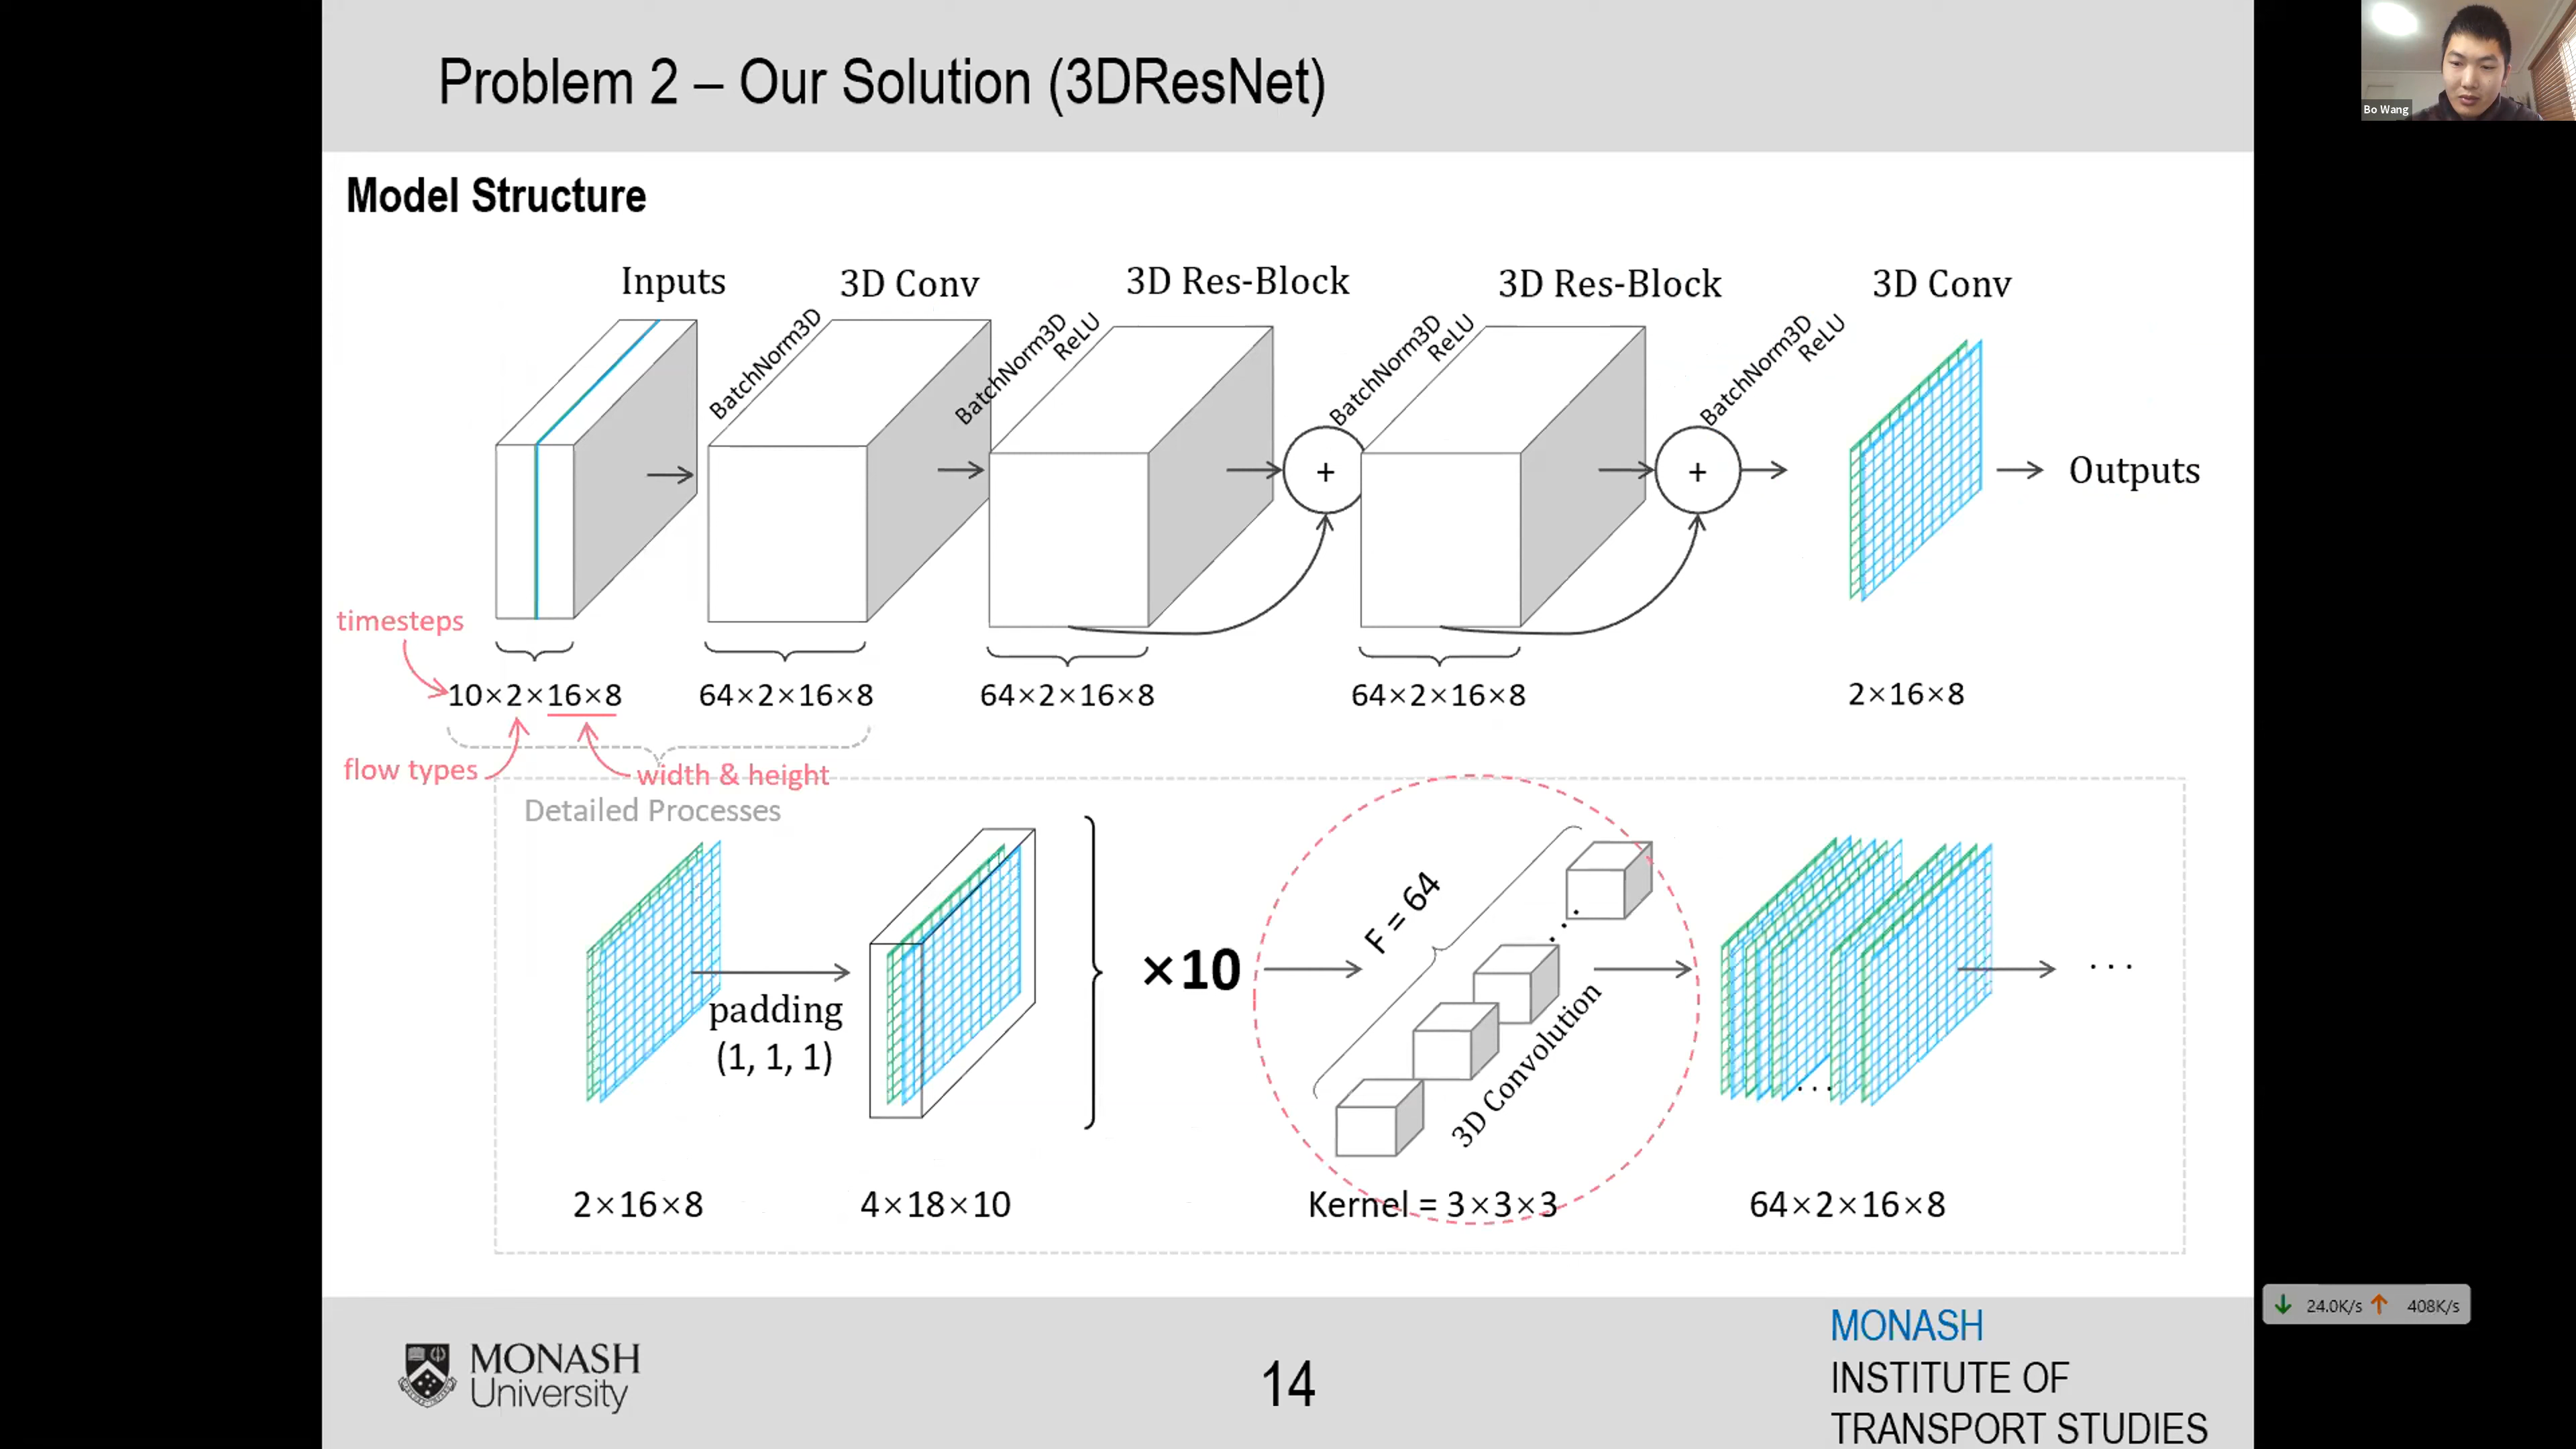 Problem 2 – Our Solution (3DResNet)
Bo Wang
Model Structure
Inputs
3D Conv
3D Res-Block
3D Res-Block
3D Conv
BatchNorm3D
BatchNorm3D
ReLU
BatchNorm3D
ReLU
BatchNorm3D
ReLU
+
+
Outputs
timesteps
10×2×16×8
64×2×16×8
64×2×16×8
64×2×16×8
2×16×8
flow types
width & height
Detailed Processes
padding
(1, 1, 1)
×10
F = 64
3D Convolution
...
...
2×16×8
4×18×10
Kernel = 3×3×3
64×2×16×8
24.0K/s
408K/s
MONASH
University
14
MONASH
INSTITUTE OF
TRANSPORT STUDIES